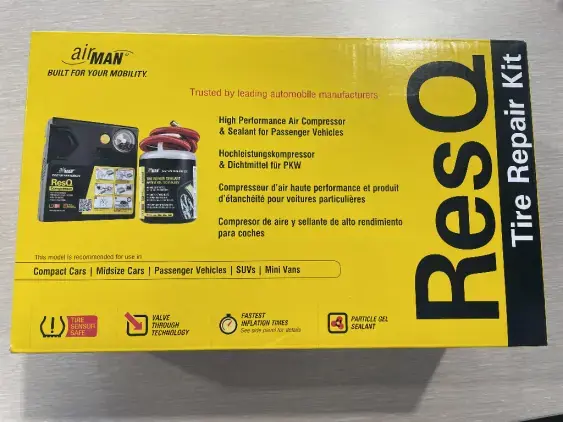 airMAN
BUILT FOR YOUR MOBILITY.
Trusted by leading automobile manufacturers
High Performance Air Compressor
& Sealant for Passenger Vehicles
Hochleistungskompressor
& Dichtmittel für PKW
Compresseur d'air haute performance et produit
d'étanchéité pour voitures particulières
Compresor de aire y sellante de alto rendimiento
para coches
ResQ
This model is recommended for use in
Compact Cars | Midsize Cars | Passenger Vehicles | SUVs | Mini Vans
TIRE
SENSOR
SAFE
VALVE
THROUGH
TECHNOLOGY
FASTEST
INFLATION TIMES
See side panel for details
PARTICLE GEL
SEALANT
ResQ
Tire Repair Kit